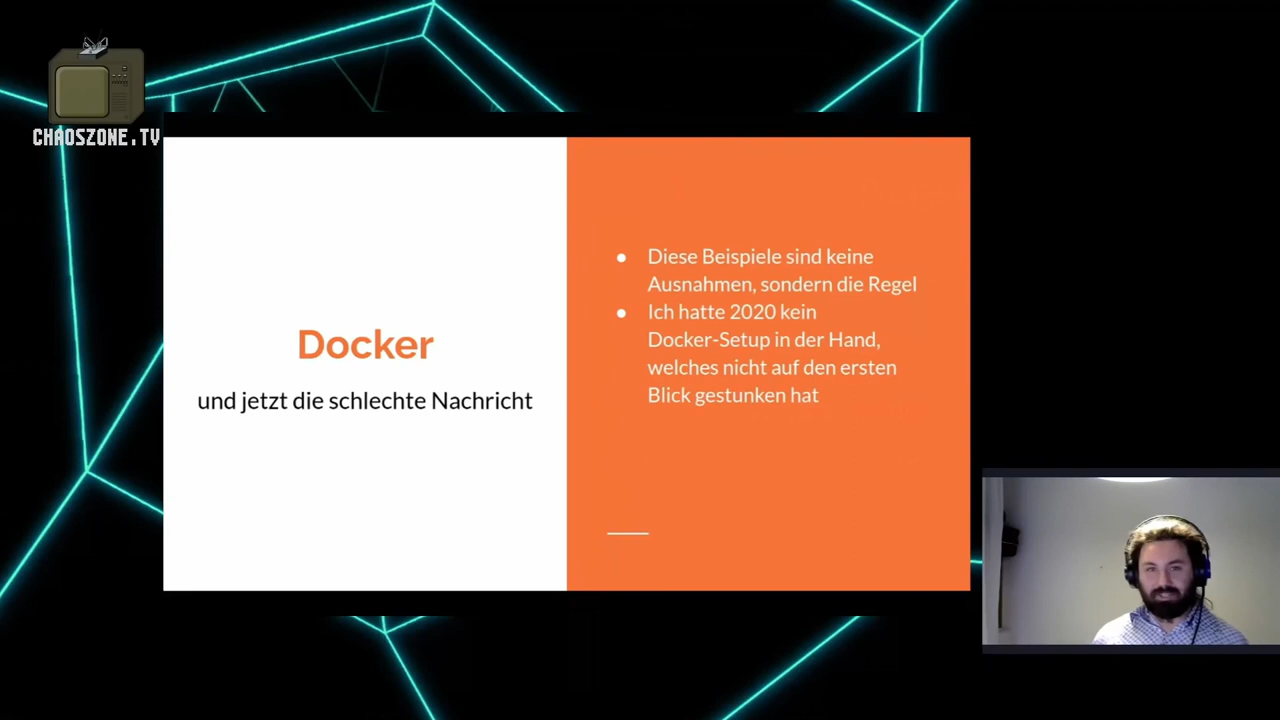 CHAOSZONE.TV
Docker
und jetzt die schlechte Nachricht
● Diese Beispiele sind keine
Ausnahmen, sondern die Regel
● Ich hatte 2020 kein
Docker-Setup in der Hand,
welches nicht auf den ersten
Blick gestunken hat